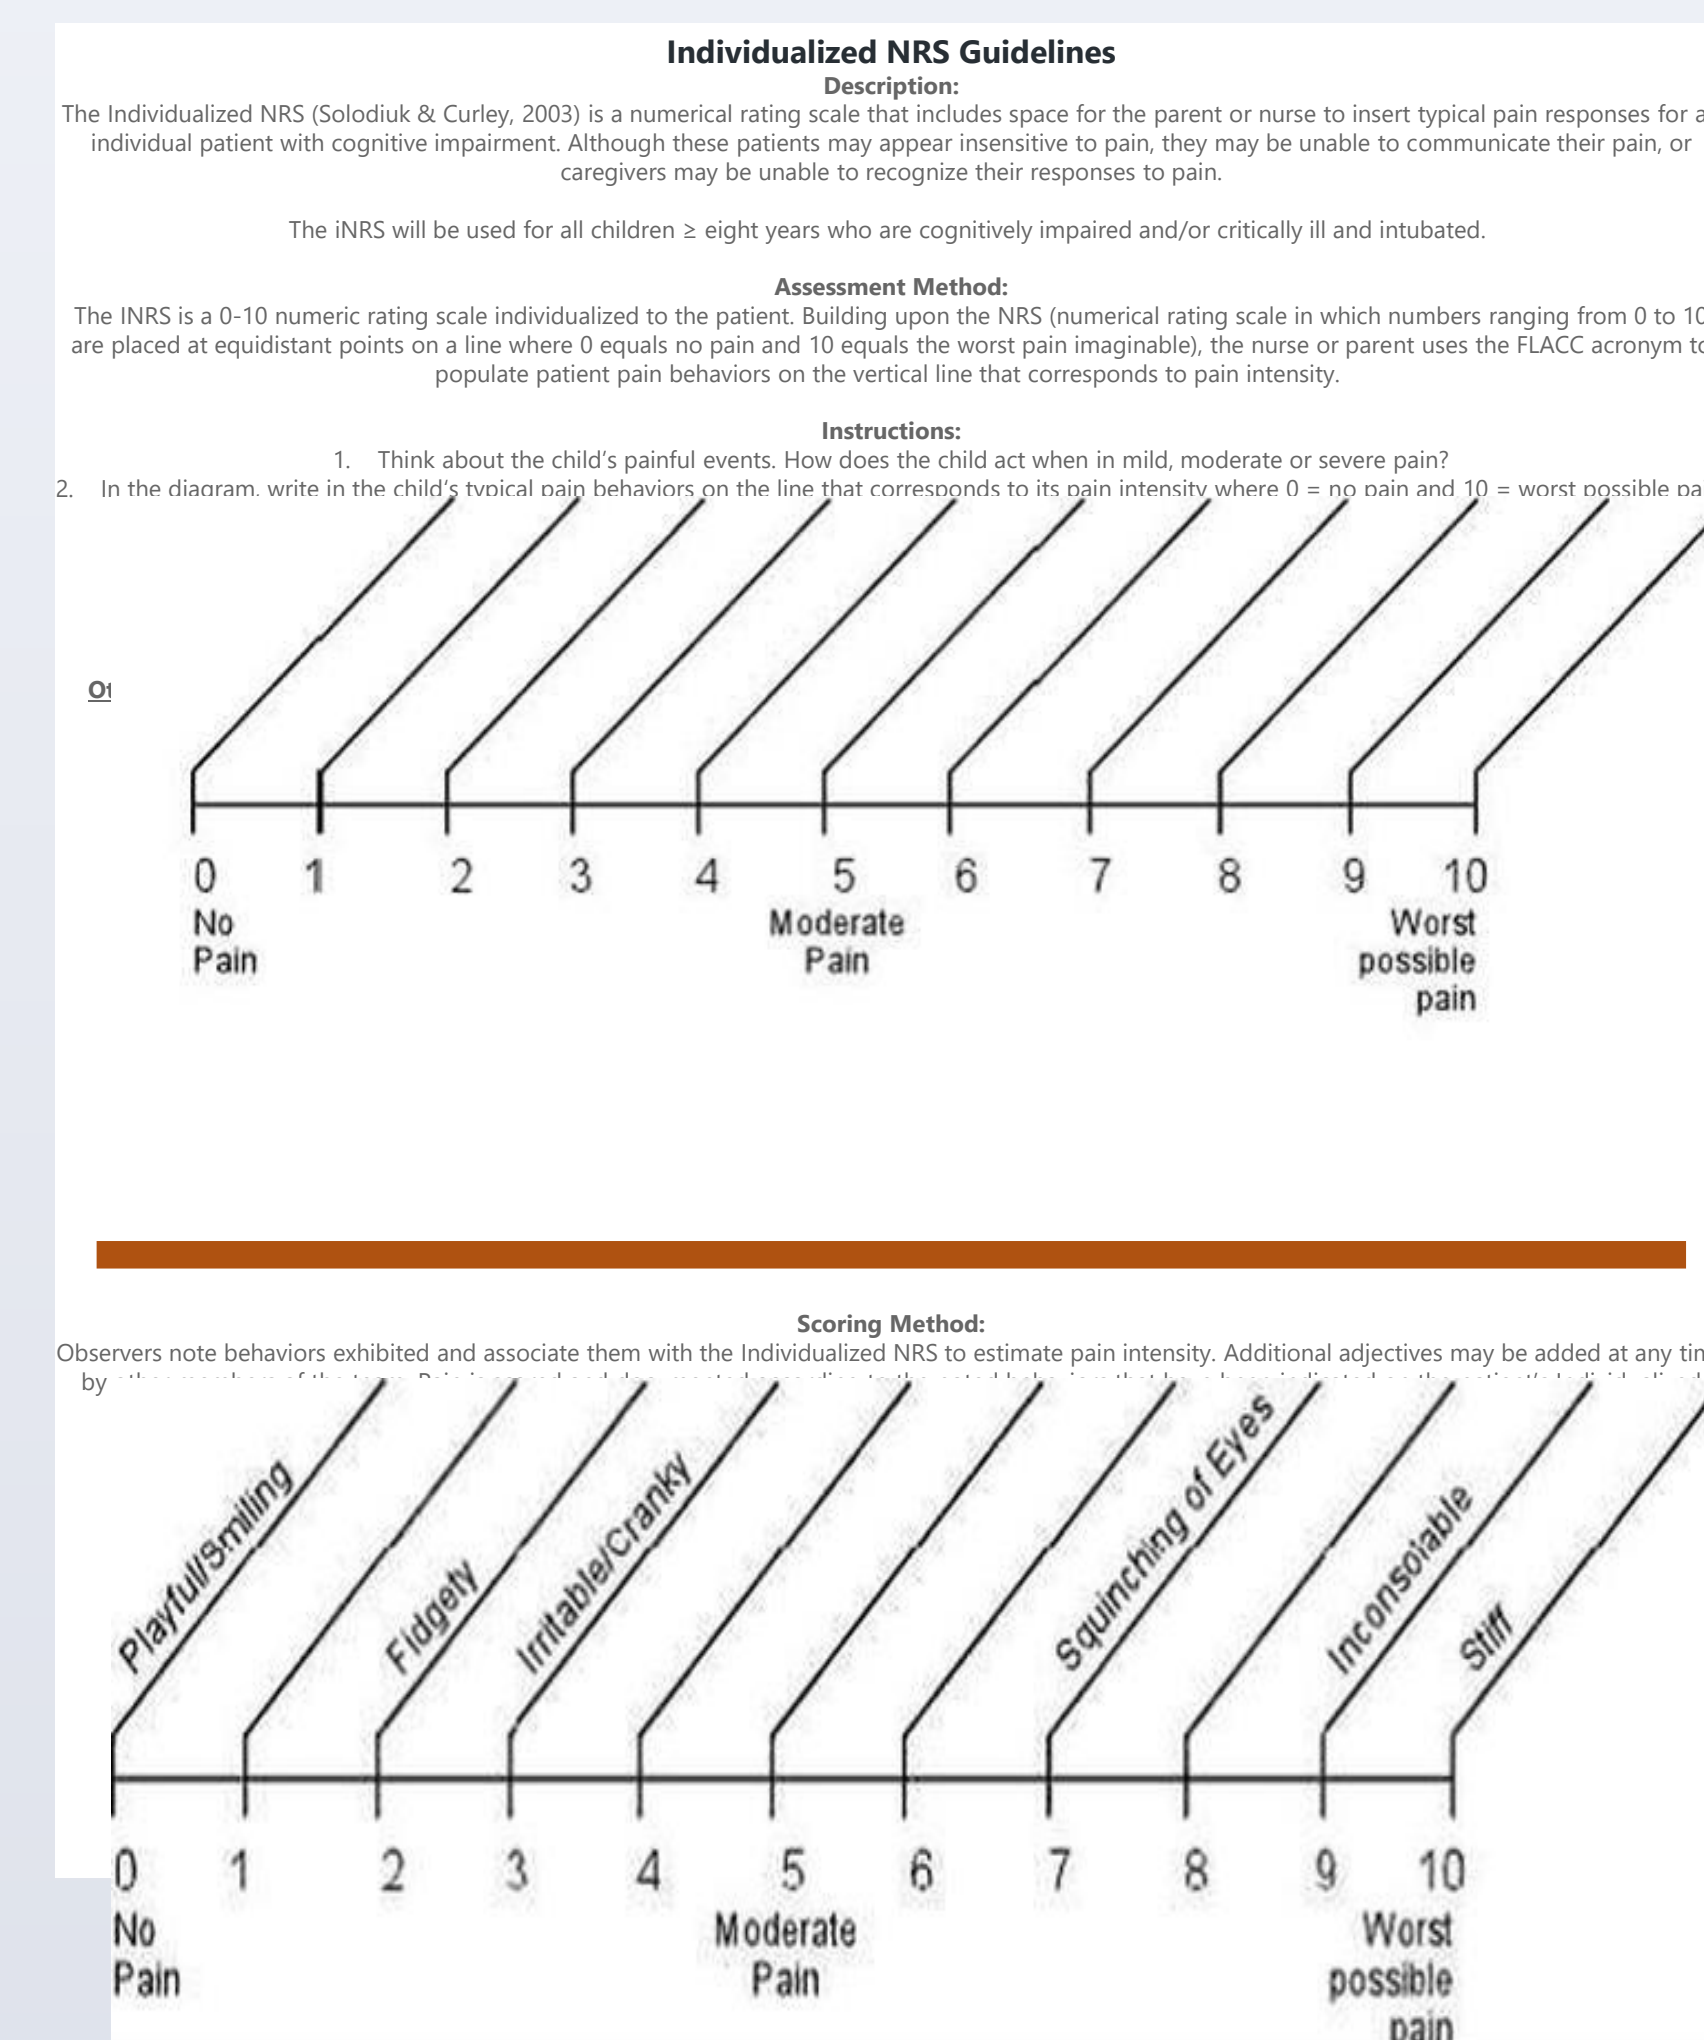 Individualized NRS Guidelines
Description:
The Individualized NRS (Solodiuk & Curley, 2003) is a numerical rating scale that includes space for the parent or nurse to insert typical pain responses for a
individual patient with cognitive impairment. Although these patients may appear insensitive to pain, they may be unable to communicate their pain, or
caregivers may be unable to recognize their responses to pain.
The iNRS will be used for all children ≥ eight years who are cognitively impaired and/or critically ill and intubated.
Assessment Method:
The INRS is a 0-10 numeric rating scale individualized to the patient. Building upon the NRS (numerical rating scale in which numbers ranging from 0 to 10
are placed at equidistant points on a line where 0 equals no pain and 10 equals the worst pain imaginable), the nurse or parent uses the FLACC acronym to
populate patient pain behaviors on the vertical line that corresponds to pain intensity.
Instructions:
1. Think about the child's painful events. How does the child act when in mild, moderate or severe pain?
2. In the diagram, write in the child's typical pain behaviors on the line that corresponds to its pain intensity where 0 = no pain and 10 = worst possible pa
0 1 2 3 4 5 6 7 8 9 10
No Moderate Worst
Pain Pain possible
pain
Scoring Method:
Observers note behaviors exhibited and associate them with the Individualized NRS to estimate pain intensity. Additional adjectives may be added at any tim
by
Playful/Smiling
Fidgety
Irritable/Cranky
Squinching of Eyes
Inconsolable
Stiff
0 1 2 3 4 5 6 7 8 9 10
No Moderate Worst
Pain Pain possible
pain